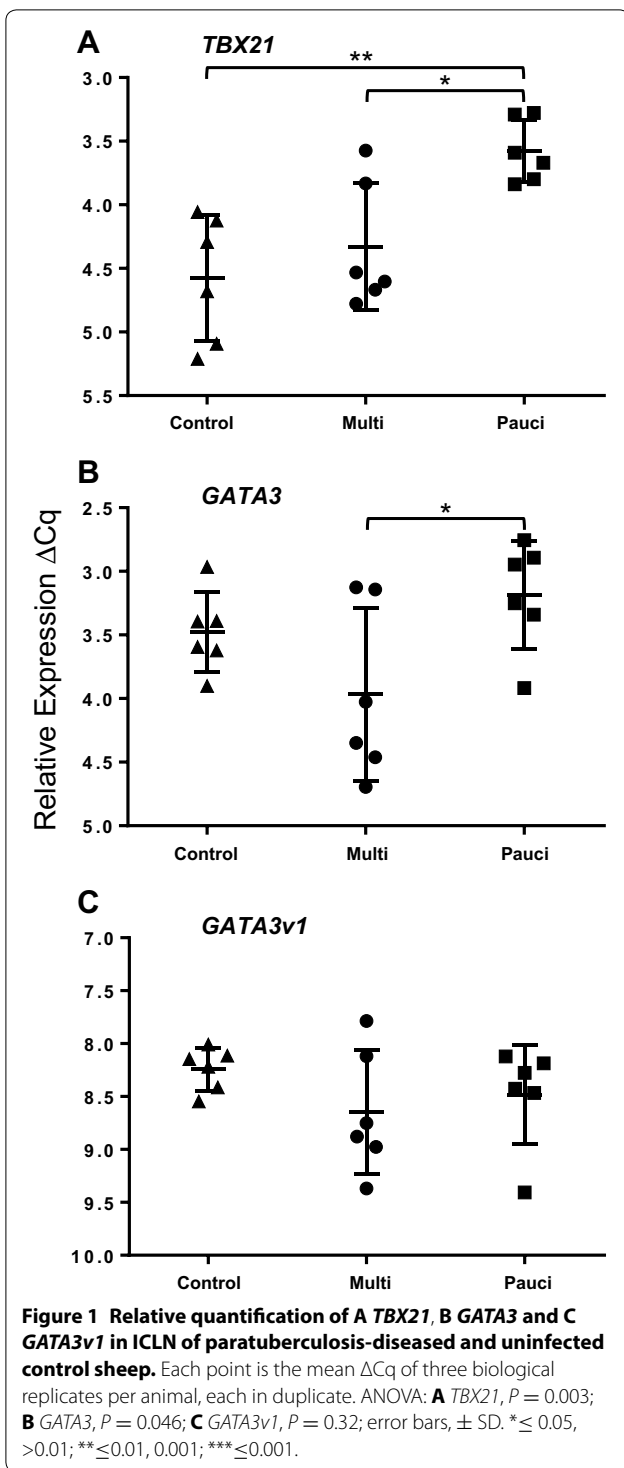 A TBX21
**
*
3.0
3.5
4.0
4.5
5.0
5.5
Control Multi Pauci
B GATA3
*
2.5
3.0
3.5
4.0
4.5
5.0
Control Multi Pauci
Relative Expression ΔCq
C GATA3v1
7.0
7.5
8.0
8.5
9.0
9.5
10.0
Control Multi Pauci
Figure 1 Relative quantification of A TBX21, B GATA3 and C
GATA3v1 in ICLN of paratuberculosis-diseased and uninfected
control sheep. Each point is the mean ΔCq of three biological
replicates per animal, each in duplicate. ANOVA: A TBX21, P = 0.003;
B GATA3, P = 0.046; C GATA3v1, P = 0.32; error bars, ± SD. *≤ 0.05,
>0.01; **≤0.01, 0.001; ***≤0.001.